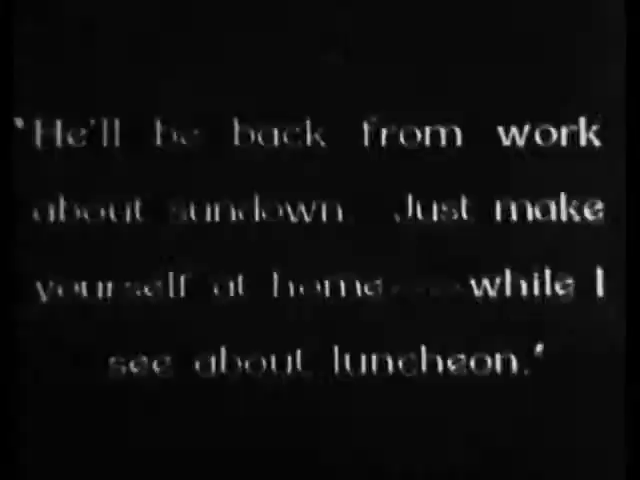 "He'll be back from work
about sundown. Just make
yourself at home---while I
see about luncheon."